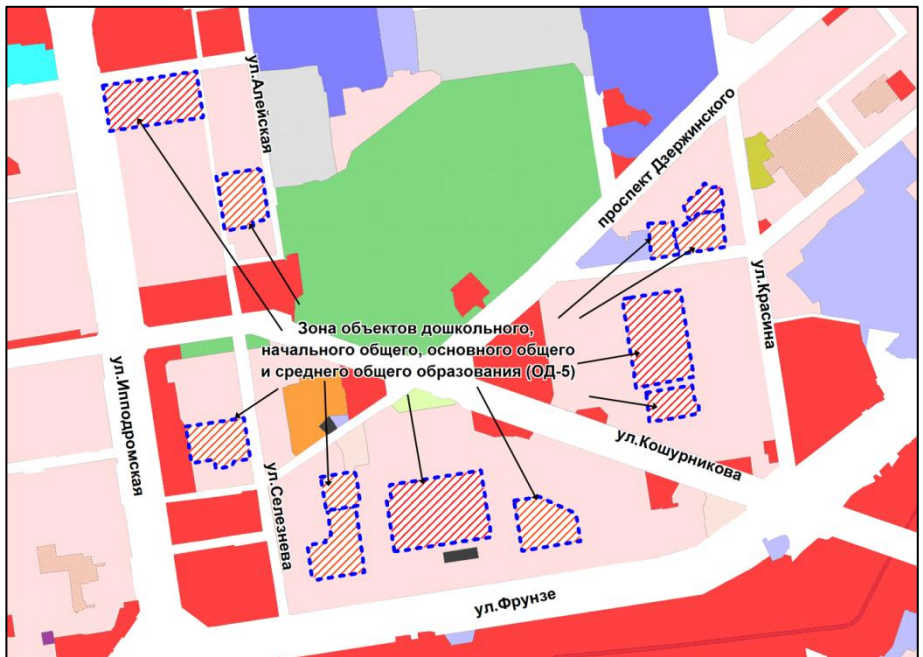 ул.Алейская
проспект Дзержинского
ул.Красина
Зона объектов дошкольного,
начального общего, основного общего
и среднего общего образования (ОД-5)
ул.Ипподромская
ул.Селезнева
ул.Кошурникова
ул.Фрунзе